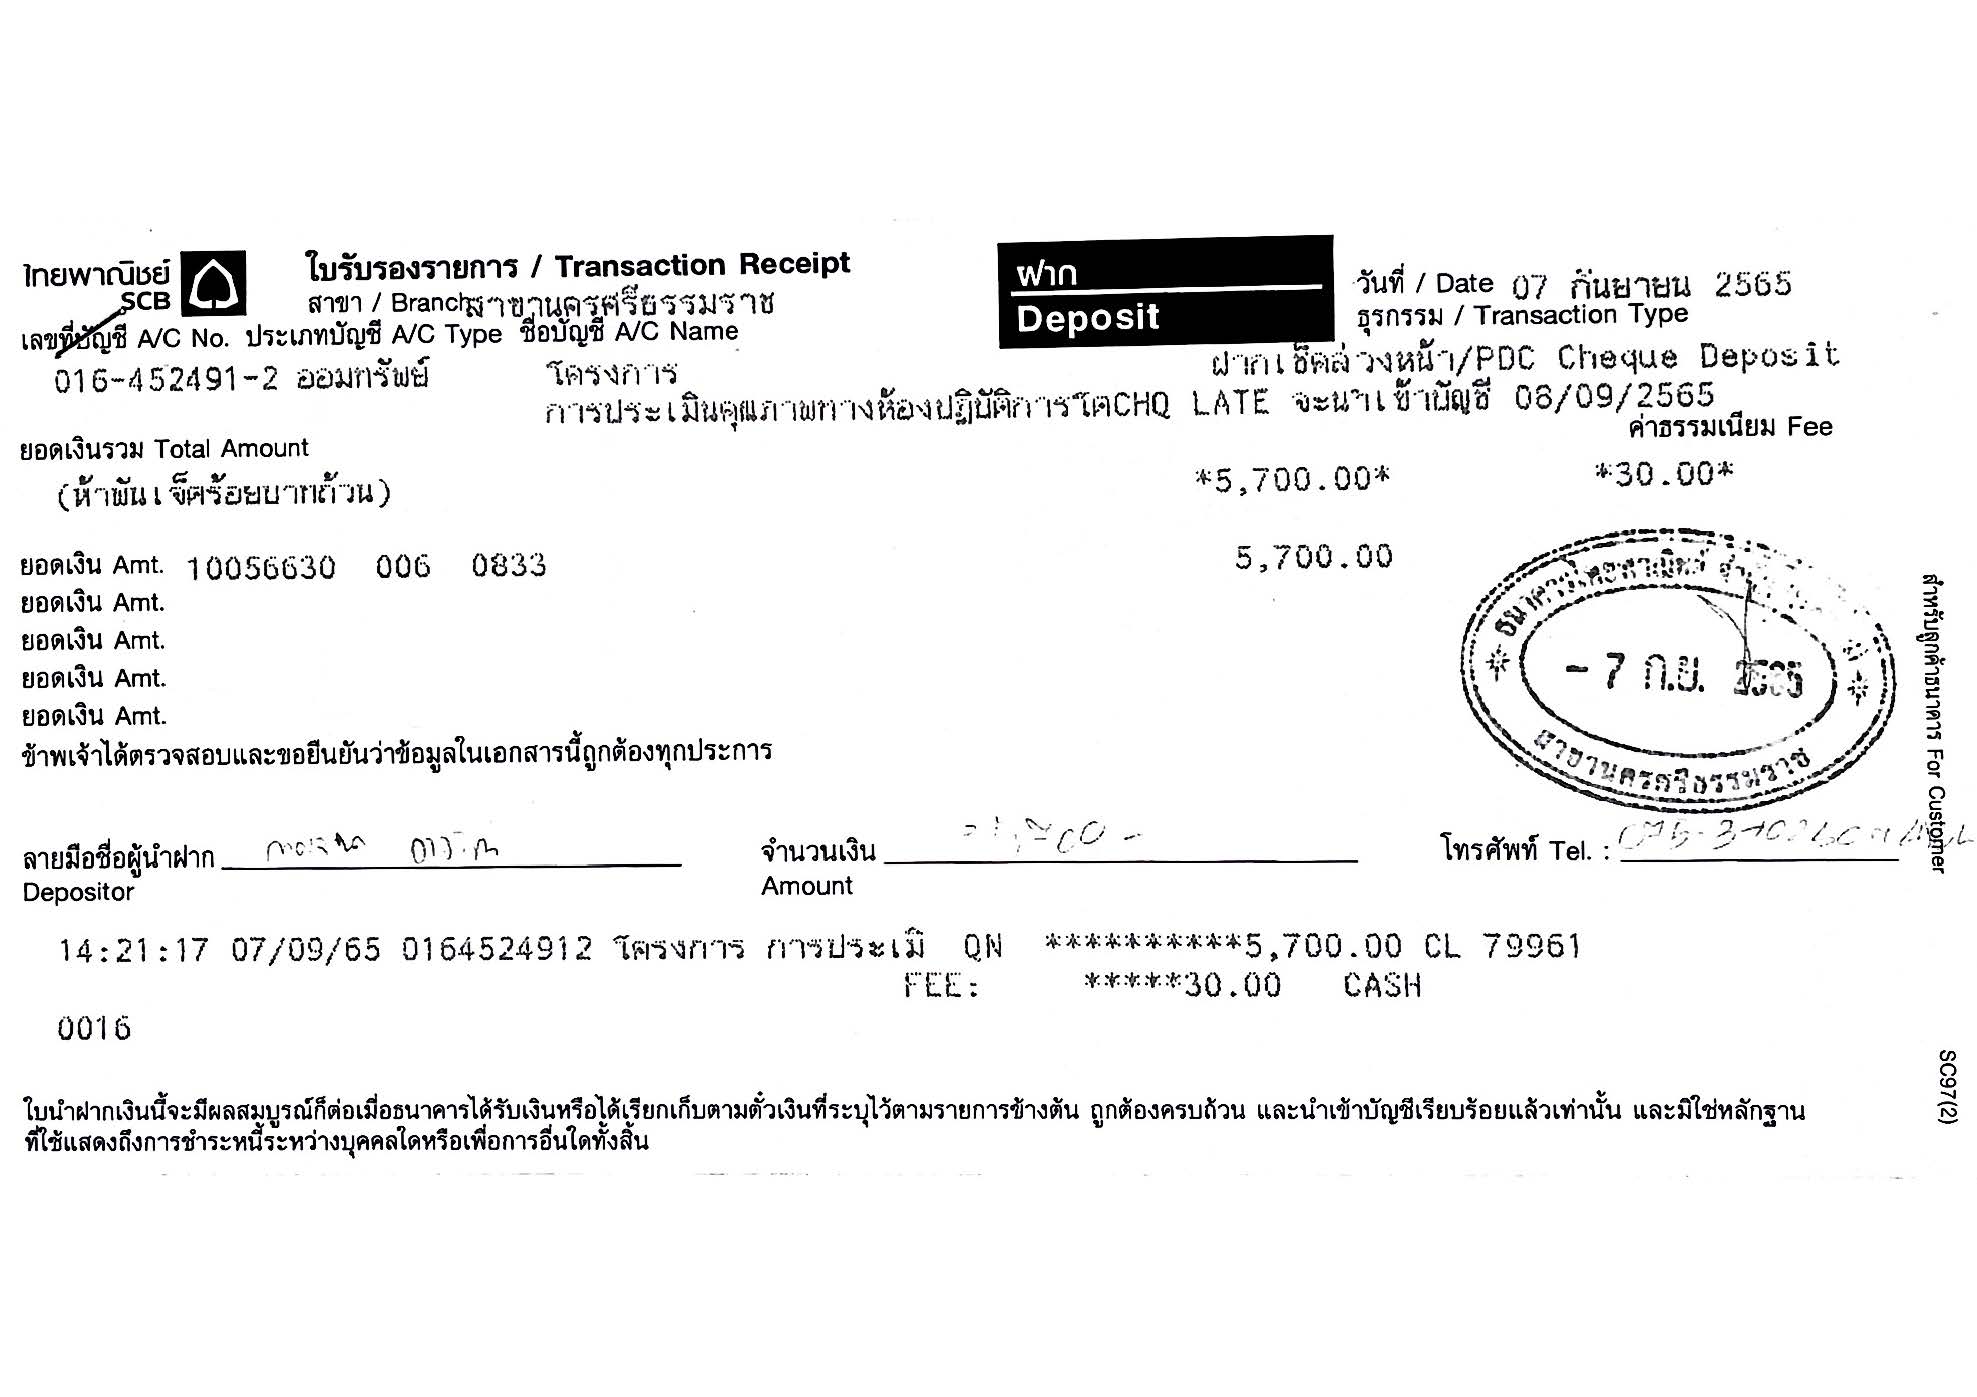 ไทยพาณิชย์
SCB
ใบรับรองรายการ / Transaction Receipt
สาขา / Branch สาขานครศรีธรรมราช
ฝาก
Deposit
วันที่ / Date 07 กันยายน 2565
ธุรกรรม / Transaction Type
เลขที่บัญชี A/C No. ประเภทบัญชี A/C Type ชื่อบัญชี A/C Name
ฝากเช็คล่วงหน้า/PDC Cheque Deposit
016-452491-2 ออมทรัพย์ โครงการ
การประเมินคุณภาพทางห้องปฏิบัติการโคCHQ LATE จะนำเข้าบัญชี 08/09/2565
ค่าธรรมเนียม Fee
ยอดเงินรวม Total Amount
(ห้าพันเจ็ดร้อยบาทถ้วน) *5,700.00* *30.00*
ยอดเงิน Amt. 10056630 006 0833 5,700.00
ยอดเงิน Amt.
ยอดเงิน Amt.
ยอดเงิน Amt.
ยอดเงิน Amt.
ธนาคารไทยพาณิชย์
- 7 ก.ย. 2565
สาขานครศรีธรรมราช
ข้าพเจ้าได้ตรวจสอบและขอยืนยันว่าข้อมูลในเอกสารนี้ถูกต้องทุกประการ
ลายมือชื่อผู้นำฝาก
Depositor
จำนวนเงิน
Amount
โทรศัพท์ Tel. :
14:21:17 07/09/65 0164524912 โครงการ การประเมิ QN **********5,700.00 CL 79961
FEE: *****30.00 CASH
0016
ใบนำฝากเงินนี้จะมีผลสมบูรณ์ก็ต่อเมื่อธนาคารได้รับเงินหรือได้เรียกเก็บตามตั๋วเงินที่ระบุไว้ตามรายการข้างต้น ถูกต้องครบถ้วน และนำเข้าบัญชีเรียบร้อยแล้วเท่านั้น และมิใช่หลักฐาน
ที่ใช้แสดงถึงการชำระหนี้ระหว่างบุคคลใดหรือเพื่อการอื่นใดทั้งสิ้น
สำหรับลูกค้าธนาคาร For Customer
SC97(2)